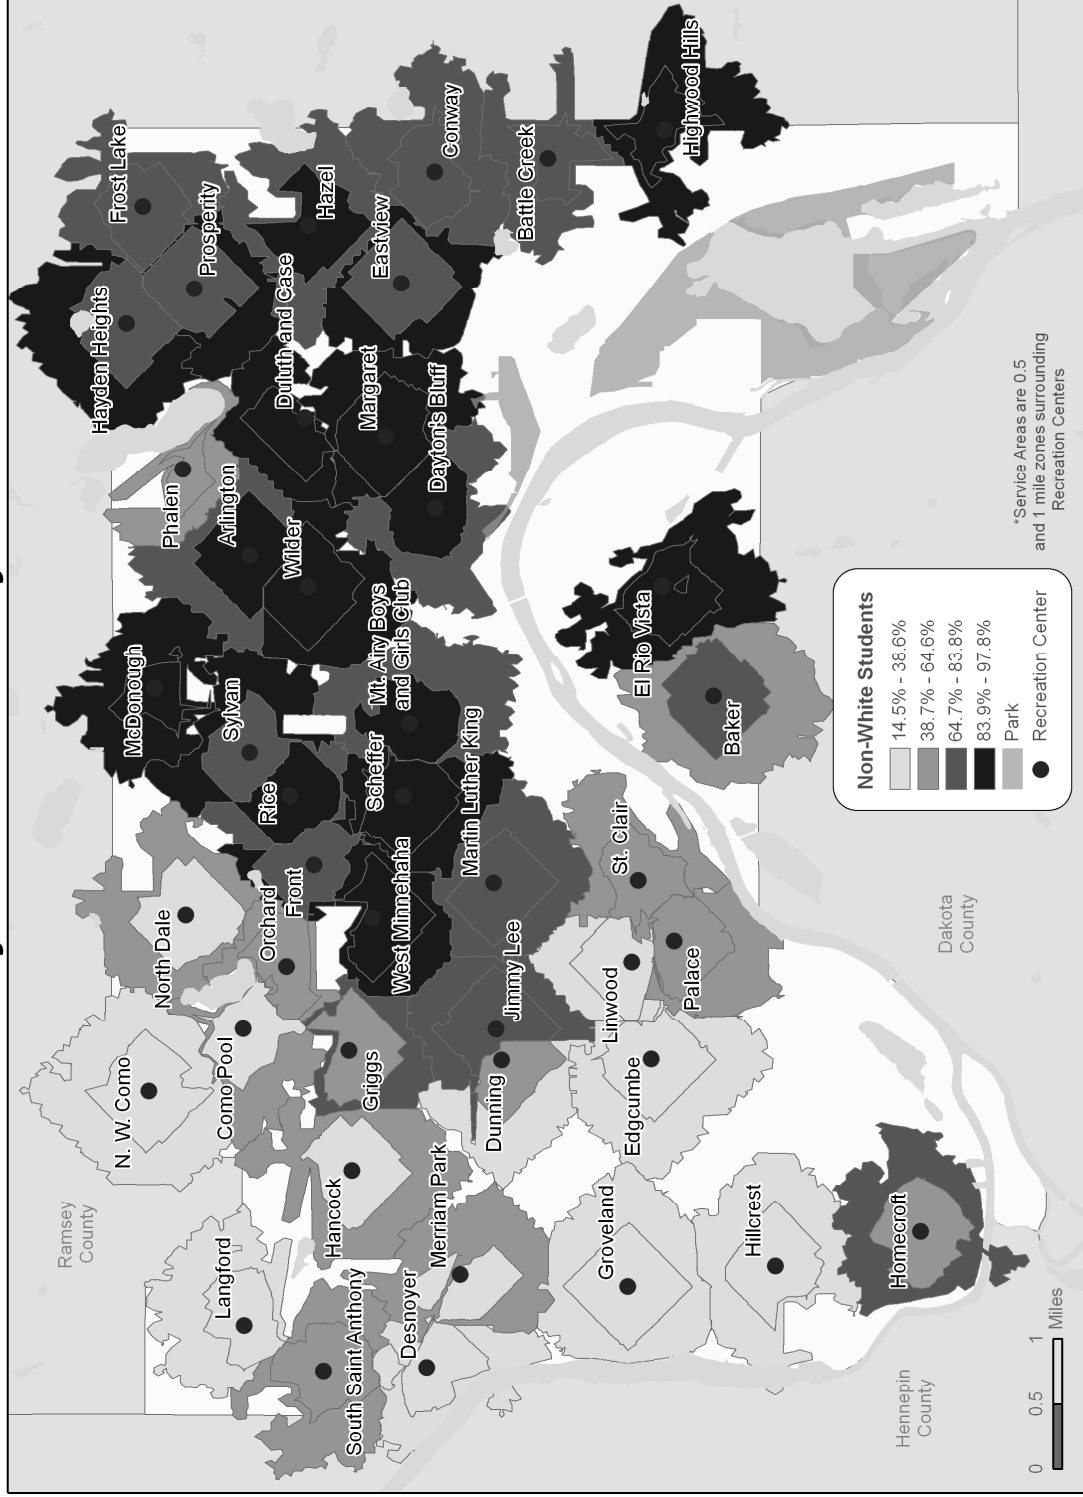 Ramsey
County
N. W. Como
North Dale
McDonough
Phalen
Hayden Heights
Frost Lake
Langford
Como Pool
Orchard
Front
Rice
Sylvan
Arlington
Prosperity
Hancock
Griggs
West Minnehaha
Scheffer
Mt. Airy Boys
and Girls Club
Wilder
Duluth and Case
Hazel
South Saint Anthony
Desnoyer
Merriam Park
Dunning
Jimmy Lee
Martin Luther King
Margaret
Dayton's Bluff
Eastview
Conway
Battle Creek
Highwood Hills
Groveland
Edgcumbe
Linwood
Palace
St. Clair
El Rio Vista
Baker
Hillcrest
Homecroft
Hennepin
County
Dakota
County
Non-White Students
14.5% - 38.6%
38.7% - 64.6%
64.7% - 83.8%
83.9% - 97.8%
Park
Recreation Center
*Service Areas are 0.5
and 1 mile zones surrounding
Recreation Centers
0 0.5 1
Miles